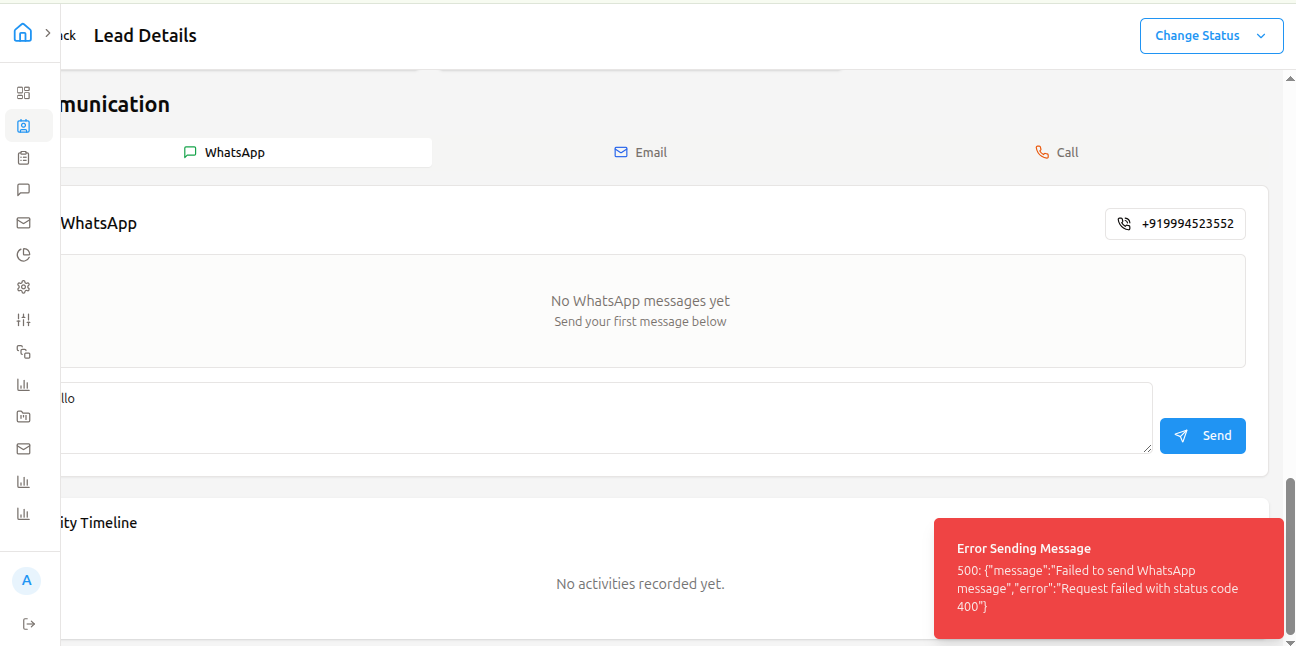 ack
Lead Details
Change Status
munication
WhatsApp
Email
Call
WhatsApp
+919994523552
No WhatsApp messages yet
Send your first message below
llo
Send
ity Timeline
No activities recorded yet.
Error Sending Message
500: {"message":"Failed to send WhatsApp
message","error":"Request failed with status code
400"}
A